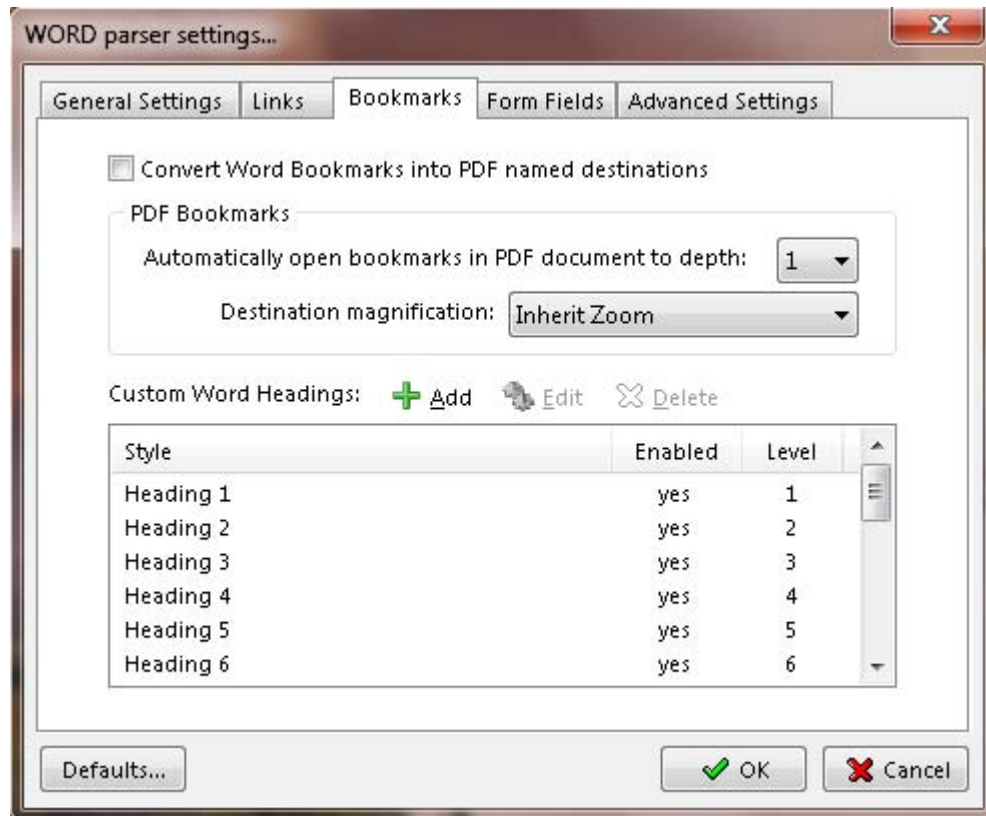 WORD parser settings...
General Settings Links Bookmarks Form Fields Advanced Settings
Convert Word Bookmarks into PDF named destinations
PDF Bookmarks
Automatically open bookmarks in PDF document to depth: 1
Destination magnification: Inherit Zoom
Custom Word Headings: Add Edit Delete
Style Enabled Level
Heading 1 yes 1
Heading 2 yes 2
Heading 3 yes 3
Heading 4 yes 4
Heading 5 yes 5
Heading 6 yes 6
Defaults... OK Cancel